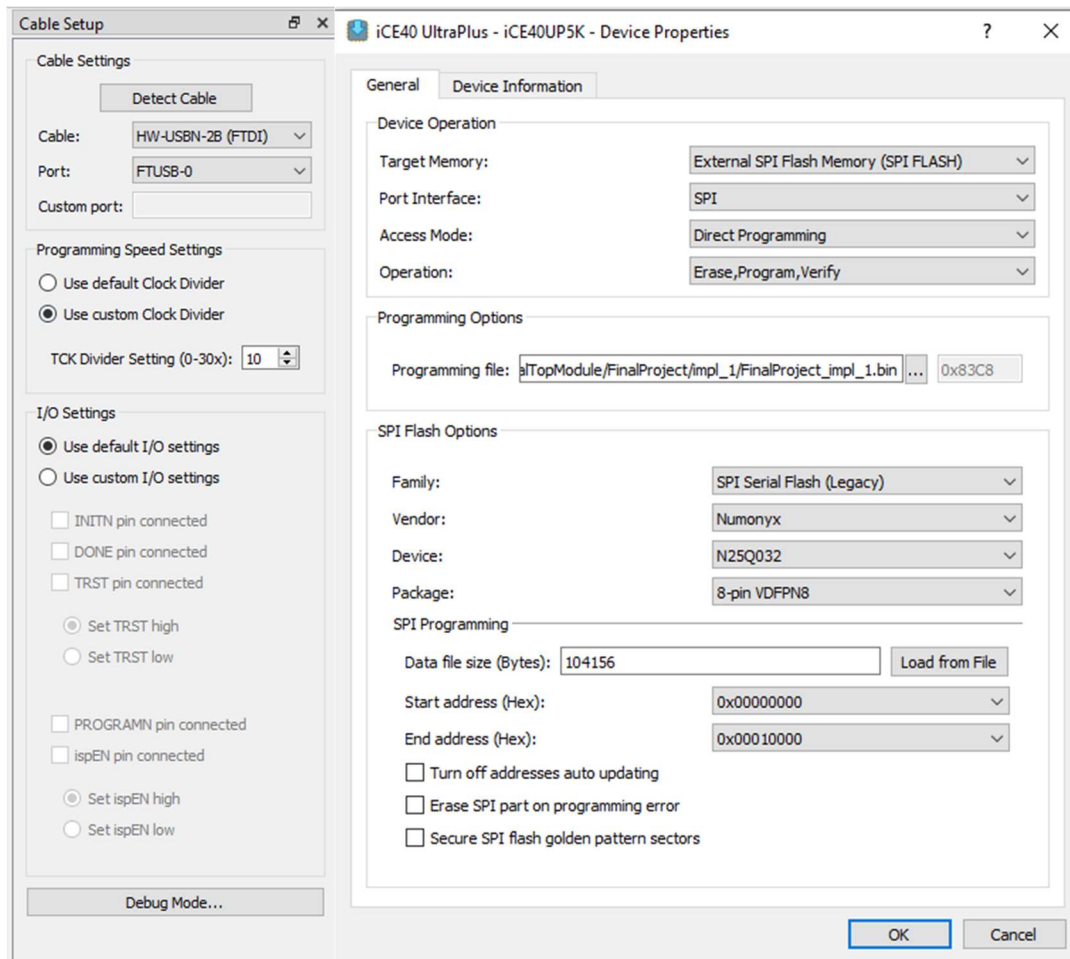 Cable Setup
Cable Settings
Detect Cable
Cable: HW-USBN-2B (FTDI)
Port: FTUSB-0
Custom port:
Programming Speed Settings
Use default Clock Divider
Use custom Clock Divider
TCK Divider Setting (0-30x): 10
I/O Settings
Use default I/O settings
Use custom I/O settings
INITN pin connected
DONE pin connected
TRST pin connected
Set TRST high
Set TRST low
PROGRAMN pin connected
ispEN pin connected
Set ispEN high
Set ispEN low
Debug Mode...
iCE40 UltraPlus - iCE40UP5K - Device Properties
General Device Information
Device Operation
Target Memory: External SPI Flash Memory (SPI FLASH)
Port Interface: SPI
Access Mode: Direct Programming
Operation: Erase,Program,Verify
Programming Options
Programming file: alTopModule/FinalProject/impl_1/FinalProject_impl_1.bin ... 0x83C8
SPI Flash Options
Family: SPI Serial Flash (Legacy)
Vendor: Numonyx
Device: N25Q032
Package: 8-pin VDFPN8
SPI Programming
Data file size (Bytes): 104156 Load from File
Start address (Hex): 0x00000000
End address (Hex): 0x00010000
Turn off addresses auto updating
Erase SPI part on programming error
Secure SPI flash golden pattern sectors
OK Cancel